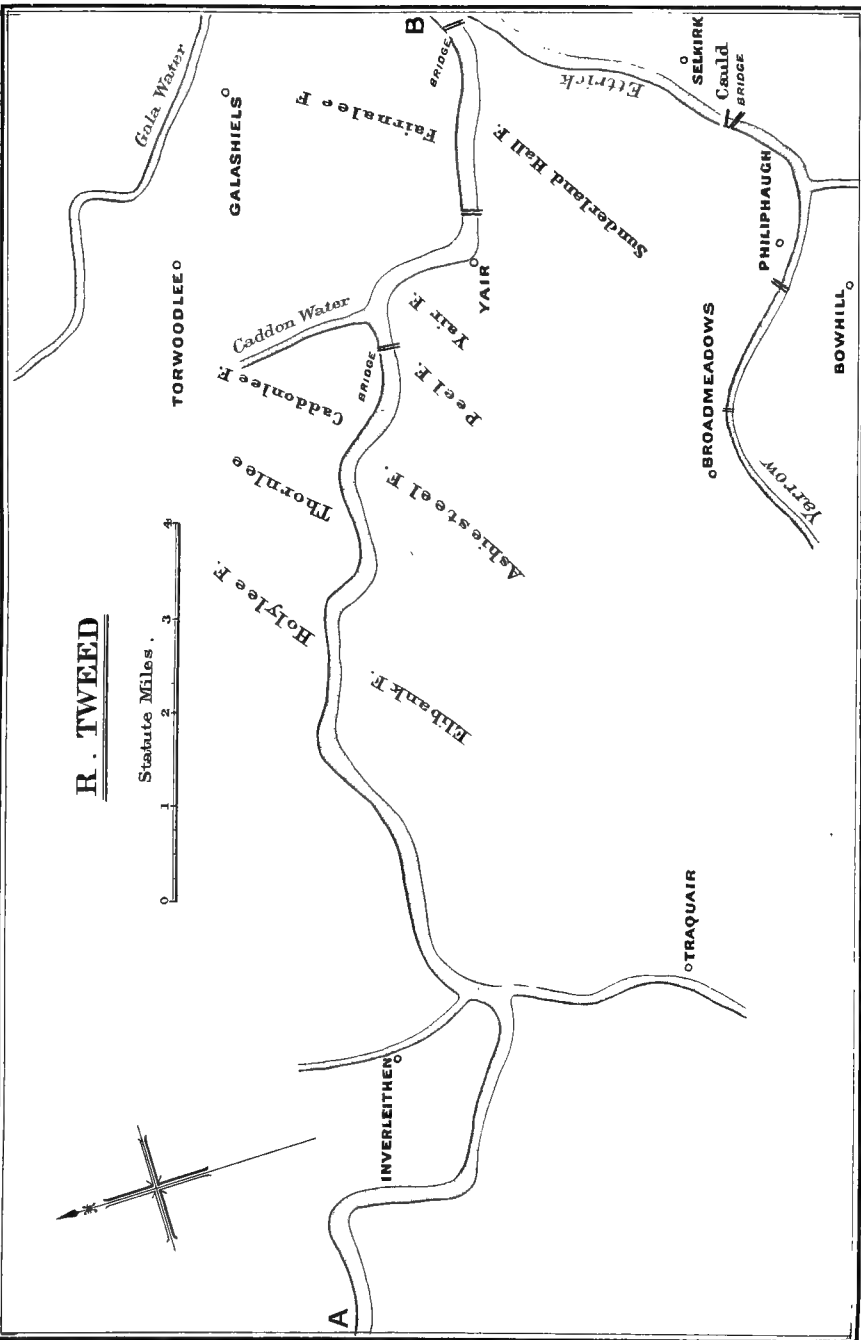 R. TWEED
Statute Miles.
0 1 2 3 4
A
INVERLEITHEN
TRAQUAIR
Holylee F.
Elibank F.
Thornlee
Ashiesteel F.
Caddonlee F.
Peel F.
Yair F.
BRIDGE
Caddon Water
TORWOODLEE
Gala Water
GALASHIELS
YAIR
Fairnalee F
Sunderland Hall F.
BRIDGE
B
Ettrick
SELKIRK
Cauld
BRIDGE
PHILIPHAUGH
BROADMEADOWS
BOWHILL
Yarrow